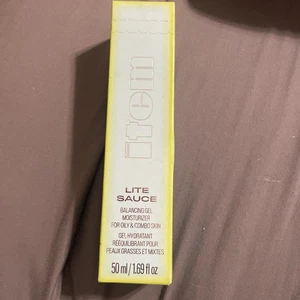 item
LITE
SAUCE
BALANCING GEL
MOISTURIZER
FOR OILY & COMBO SKIN
GEL HYDRATANT
RÉÉQUILIBRANT POUR
PEAUX GRASSES ET MIXTES
50 ml / 1.69 fl oz